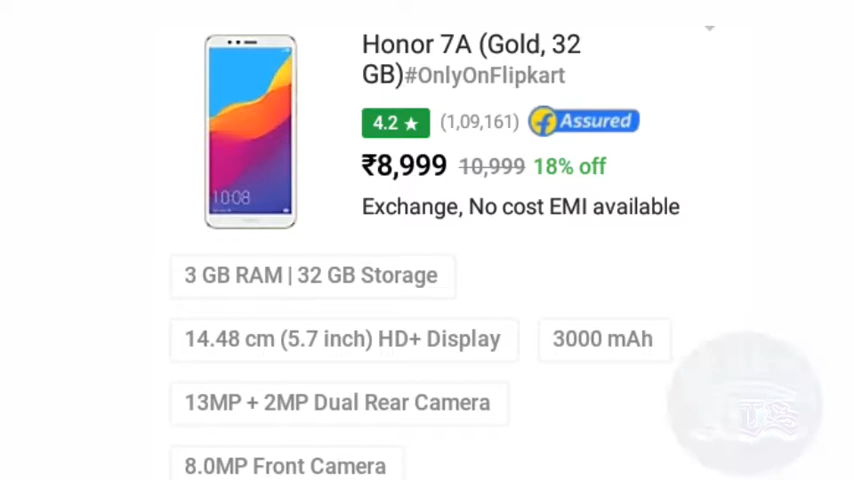 Honor 7A (Gold, 32
GB)#OnlyOnFlipkart
4.2 ★ (1,09,161) Assured
₹8,999 10,999 18% off
Exchange, No cost EMI available
10:08
3 GB RAM | 32 GB Storage
14.48 cm (5.7 inch) HD+ Display 3000 mAh
13MP + 2MP Dual Rear Camera
8.0MP Front Camera